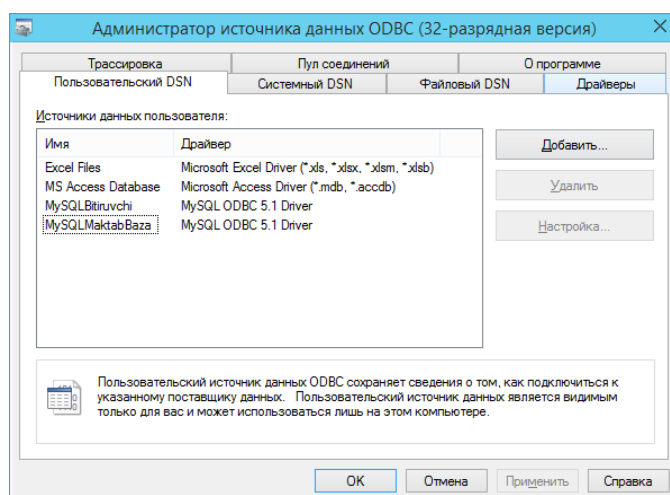 Администратор источника данных ODBC (32-разрядная версия)
Трассировка Пул соединений О программе
Пользовательский DSN Системный DSN Файловый DSN Драйверы
Источники данных пользователя:
Имя Драйвер
Excel Files Microsoft Excel Driver (*.xls, *.xlsx, *.xlsm, *.xlsb)
MS Access Database Microsoft Access Driver (*.mdb, *.accdb)
MySQLBitiruvchi MySQL ODBC 5.1 Driver
MySQLMaktabBaza MySQL ODBC 5.1 Driver
Добавить...
Удалить
Настройка...
Пользовательский источник данных ODBC сохраняет сведения о том, как подключиться к
указанному поставщику данных. Пользовательский источник данных является видимым
только для вас и может использоваться лишь на этом компьютере.
OK Отмена Применить Справка